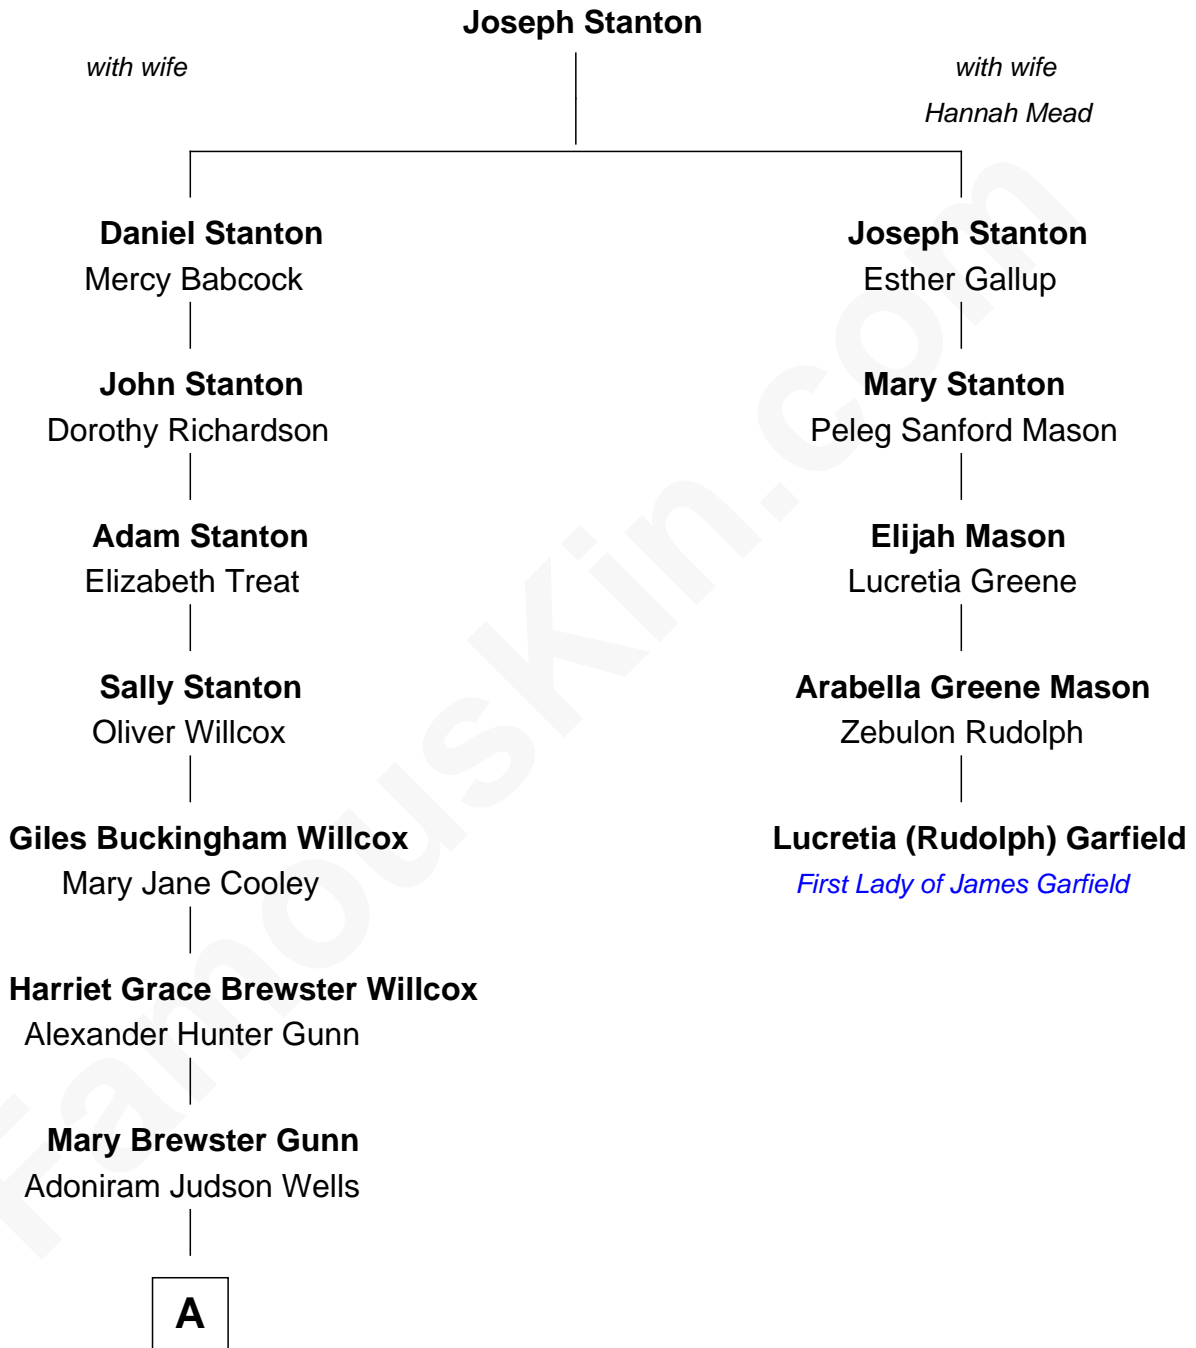 Joseph Stanton
with wife
with wife
Hannah Mead
Daniel Stanton
Mercy Babcock
Joseph Stanton
Esther Gallup
John Stanton
Dorothy Richardson
Mary Stanton
Peleg Sanford Mason
Adam Stanton
Elizabeth Treat
Elijah Mason
Lucretia Greene
Sally Stanton
Oliver Willcox
Arabella Greene Mason
Zebulon Rudolph
Giles Buckingham Willcox
Mary Jane Cooley
Lucretia (Rudolph) Garfield
First Lady of James Garfield
Harriet Grace Brewster Willcox
Alexander Hunter Gunn
Mary Brewster Gunn
Adoniram Judson Wells
A
FamousKin.com